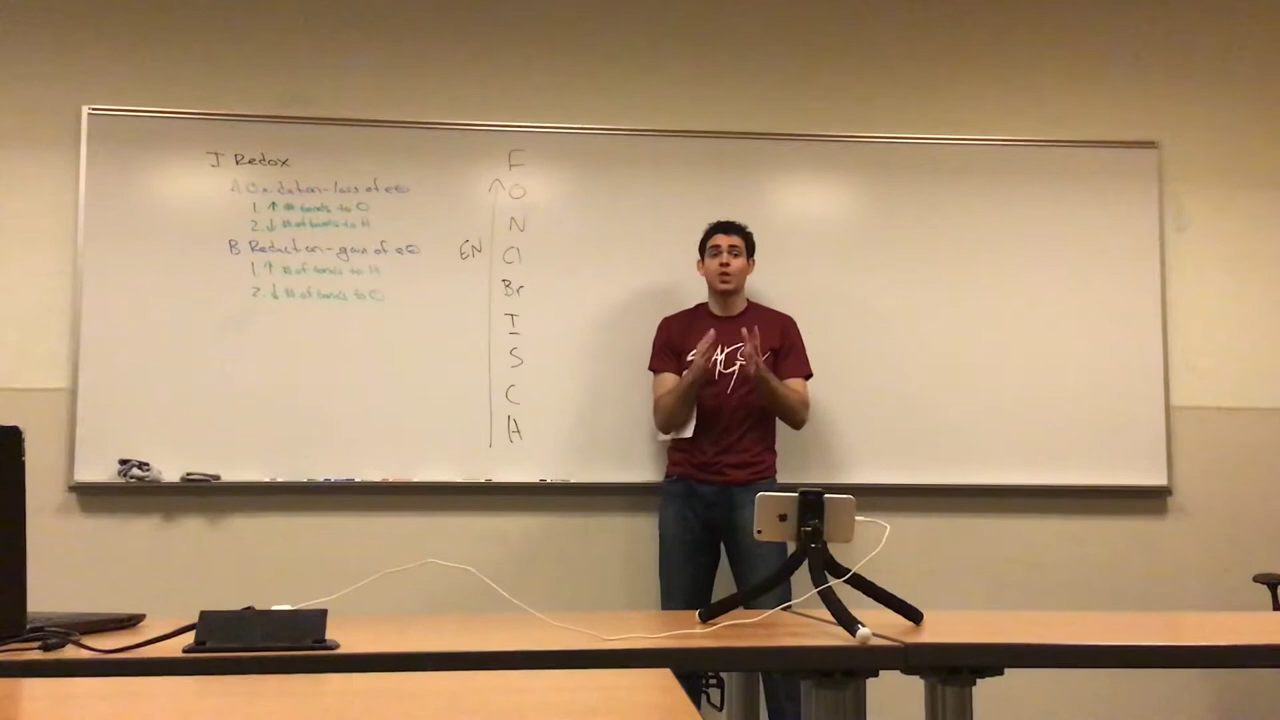 I Redox
A Oxidation-loss of e⊖
1. ↑ # bonds to O
2. ↓ # of bonds to H
B Reduction-gain of e⊖
1 ↑ # of bonds to H
2. ↓ # of bonds to O
EN
F
O
N
Cl
Br
I
S
C
H